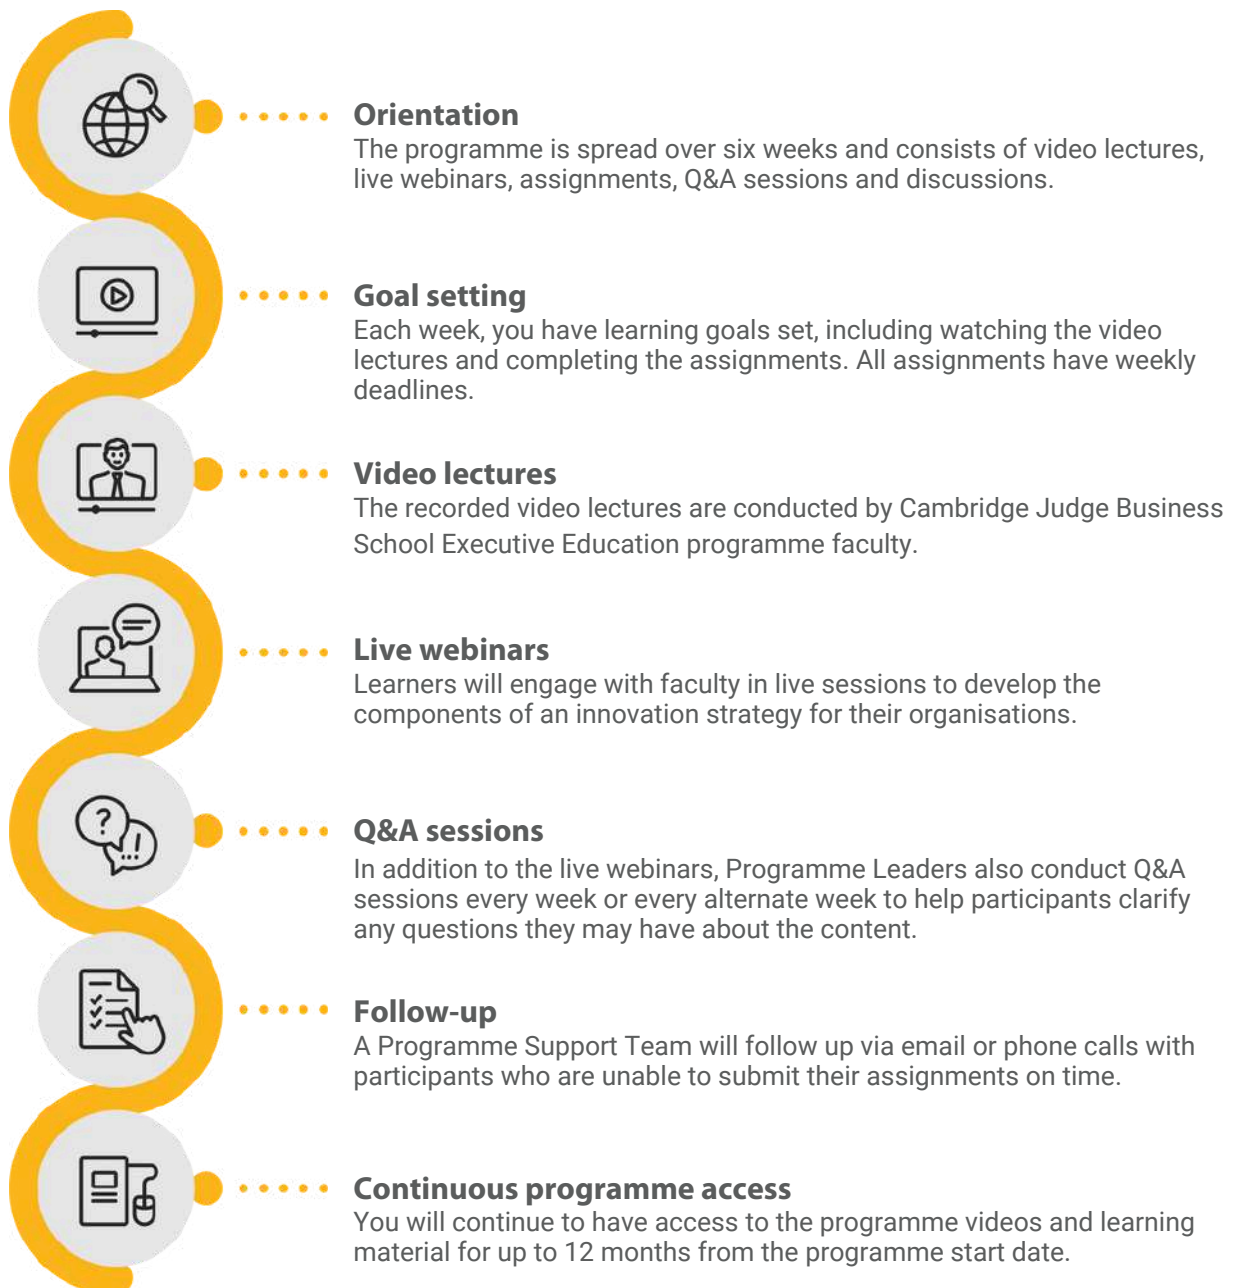 Orientation
The programme is spread over six weeks and consists of video lectures,
live webinars, assignments, Q&A sessions and discussions.
Goal setting
Each week, you have learning goals set, including watching the video
lectures and completing the assignments. All assignments have weekly
deadlines.
Video lectures
The recorded video lectures are conducted by Cambridge Judge Business
School Executive Education programme faculty.
Live webinars
Learners will engage with faculty in live sessions to develop the
components of an innovation strategy for their organisations.
Q&A sessions
In addition to the live webinars, Programme Leaders also conduct Q&A
sessions every week or every alternate week to help participants clarify
any questions they may have about the content.
Follow-up
A Programme Support Team will follow up via email or phone calls with
participants who are unable to submit their assignments on time.
Continuous programme access
You will continue to have access to the programme videos and learning
material for up to 12 months from the programme start date.